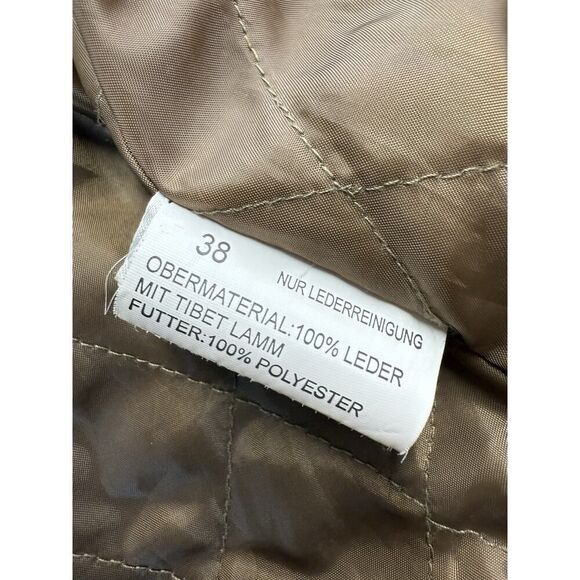 38
NUR LEDERREINIGUNG
OBERMATERIAL:100% LEDER
MIT TIBET LAMM
FUTTER:100% POLYESTER